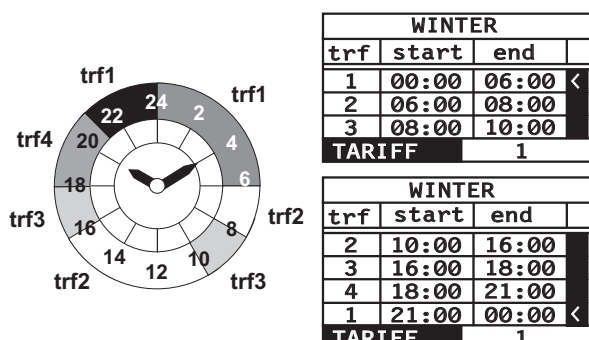 trf1
trf1
trf4
trf2
trf3
trf2
trf3
24
2
4
6
8
10
12
14
16
18
20
22
WINTER
trf start end
1 00:00 06:00 <
2 06:00 08:00
3 08:00 10:00
TARIFF 1
WINTER
trf start end
2 10:00 16:00
3 16:00 18:00
4 18:00 21:00
1 21:00 00:00 <
TARIFF 1